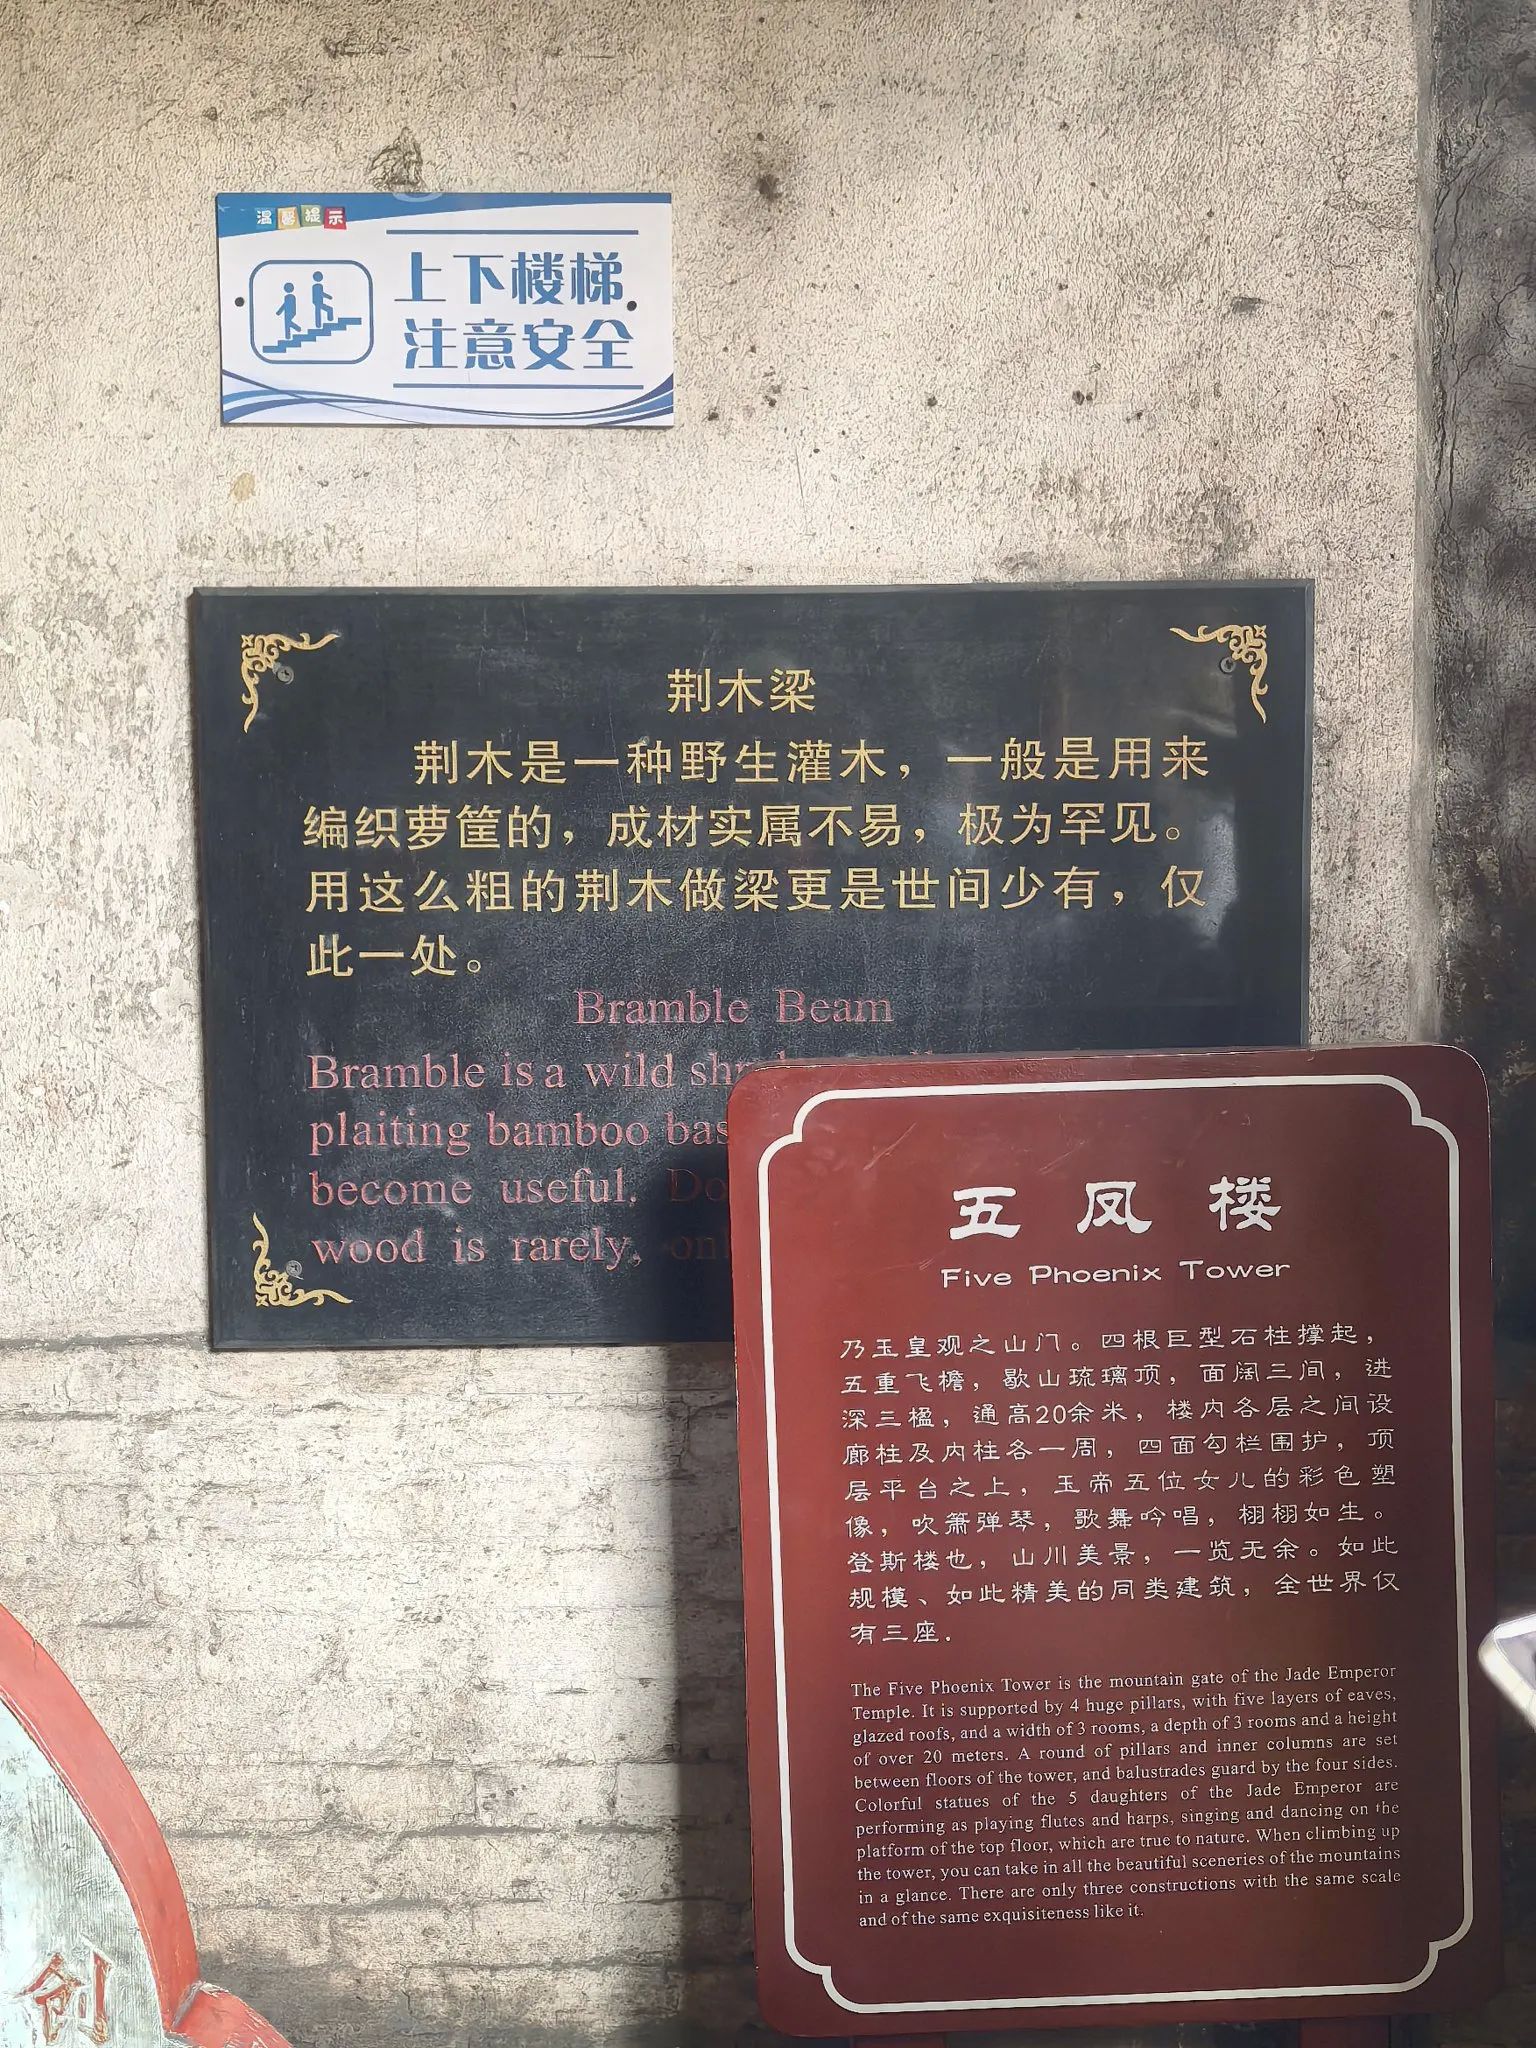 温馨提示
上下楼梯
注意安全
荆木梁
荆木是一种野生灌木，一般是用来
编织萝筐的，成材实属不易，极为罕见。
用这么粗的荆木做梁更是世间少有，仅
此一处。
Bramble Beam
Bramble is a wild
plaiting bamboo
become useful.
wood is rarely,
五凤楼
Five Phoenix Tower
乃玉皇观之山门。四根巨型石柱撑起，
五重飞檐，歇山琉璃顶，面阔三间，进
深三楹，通高20余米，楼内各层之间设
廊柱及内柱各一周，四面勾栏围护，顶
层平台之上，玉帝五位女儿的彩色塑
像，吹箫弹琴，歌舞吟唱，栩栩如生。
登斯楼也，山川美景，一览无余。如此
规模、如此精美的同类建筑，全世界仅
有三座.
The Five Phoenix Tower is the mountain gate of the Jade Emperor
Temple. It is supported by 4 huge pillars, with five layers of eaves,
glazed roofs, and a width of 3 rooms, a depth of 3 rooms and a height
of over 20 meters. A round of pillars and inner columns are set
between floors of the tower, and balustrades guard by the four sides.
Colorful statues of the 5 daughters of the Jade Emperor are
performing as playing flutes and harps, singing and dancing on the
platform of the top floor, which are true to nature. When climbing up
the tower, you can take in all the beautiful sceneries of the mountains
in a glance. There are only three constructions with the same scale
and of the same exquisiteness like it.
创